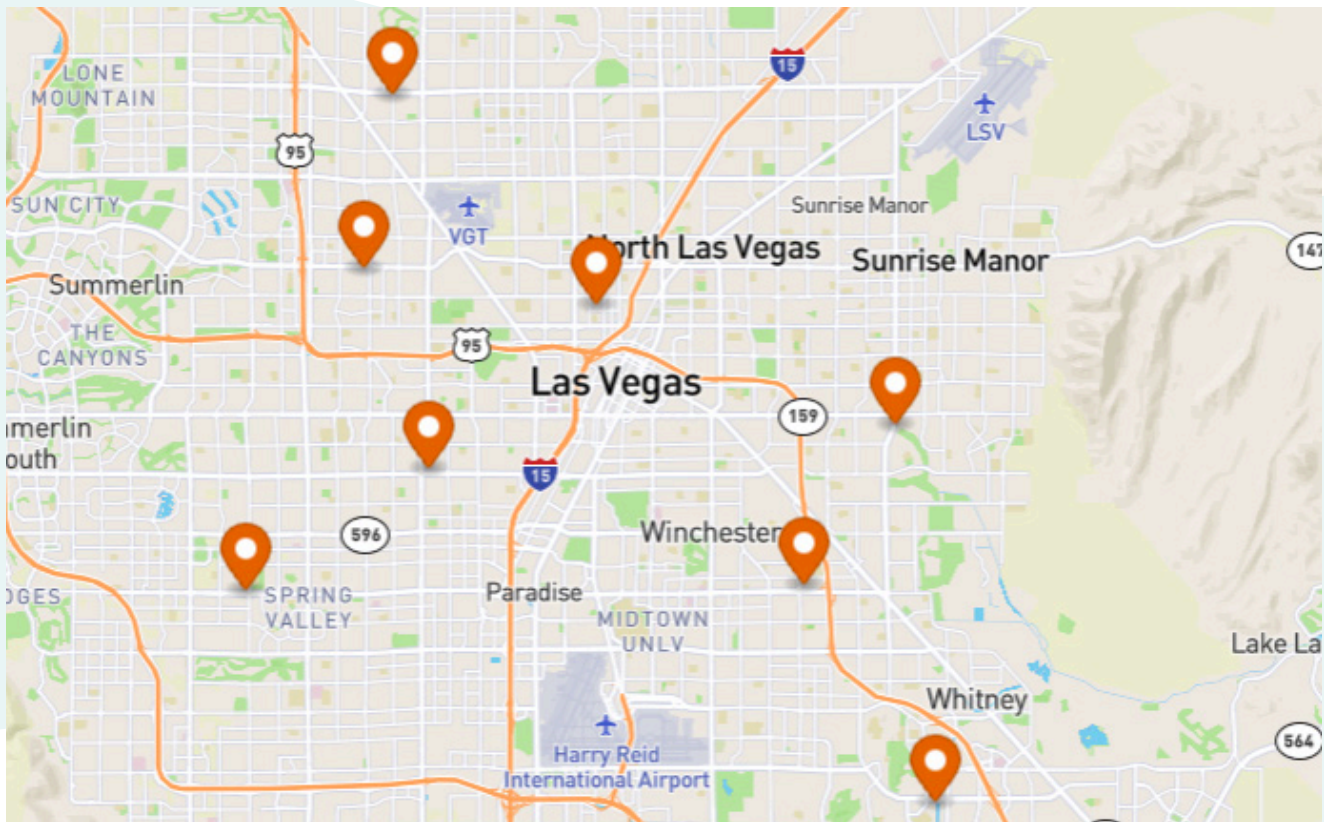 15
LONE
MOUNTAIN
LSV
95
SUN CITY
Sunrise Manor
VGT
North Las Vegas
Sunrise Manor
147
Summerlin
THE
CANYONS
95
Las Vegas
159
merlin
outh
15
Winchester
596
Paradise
SPRING
VALLEY
DGES
MIDTOWN
UNLV
Lake La
Whitney
564
Harry Reid
International Airport